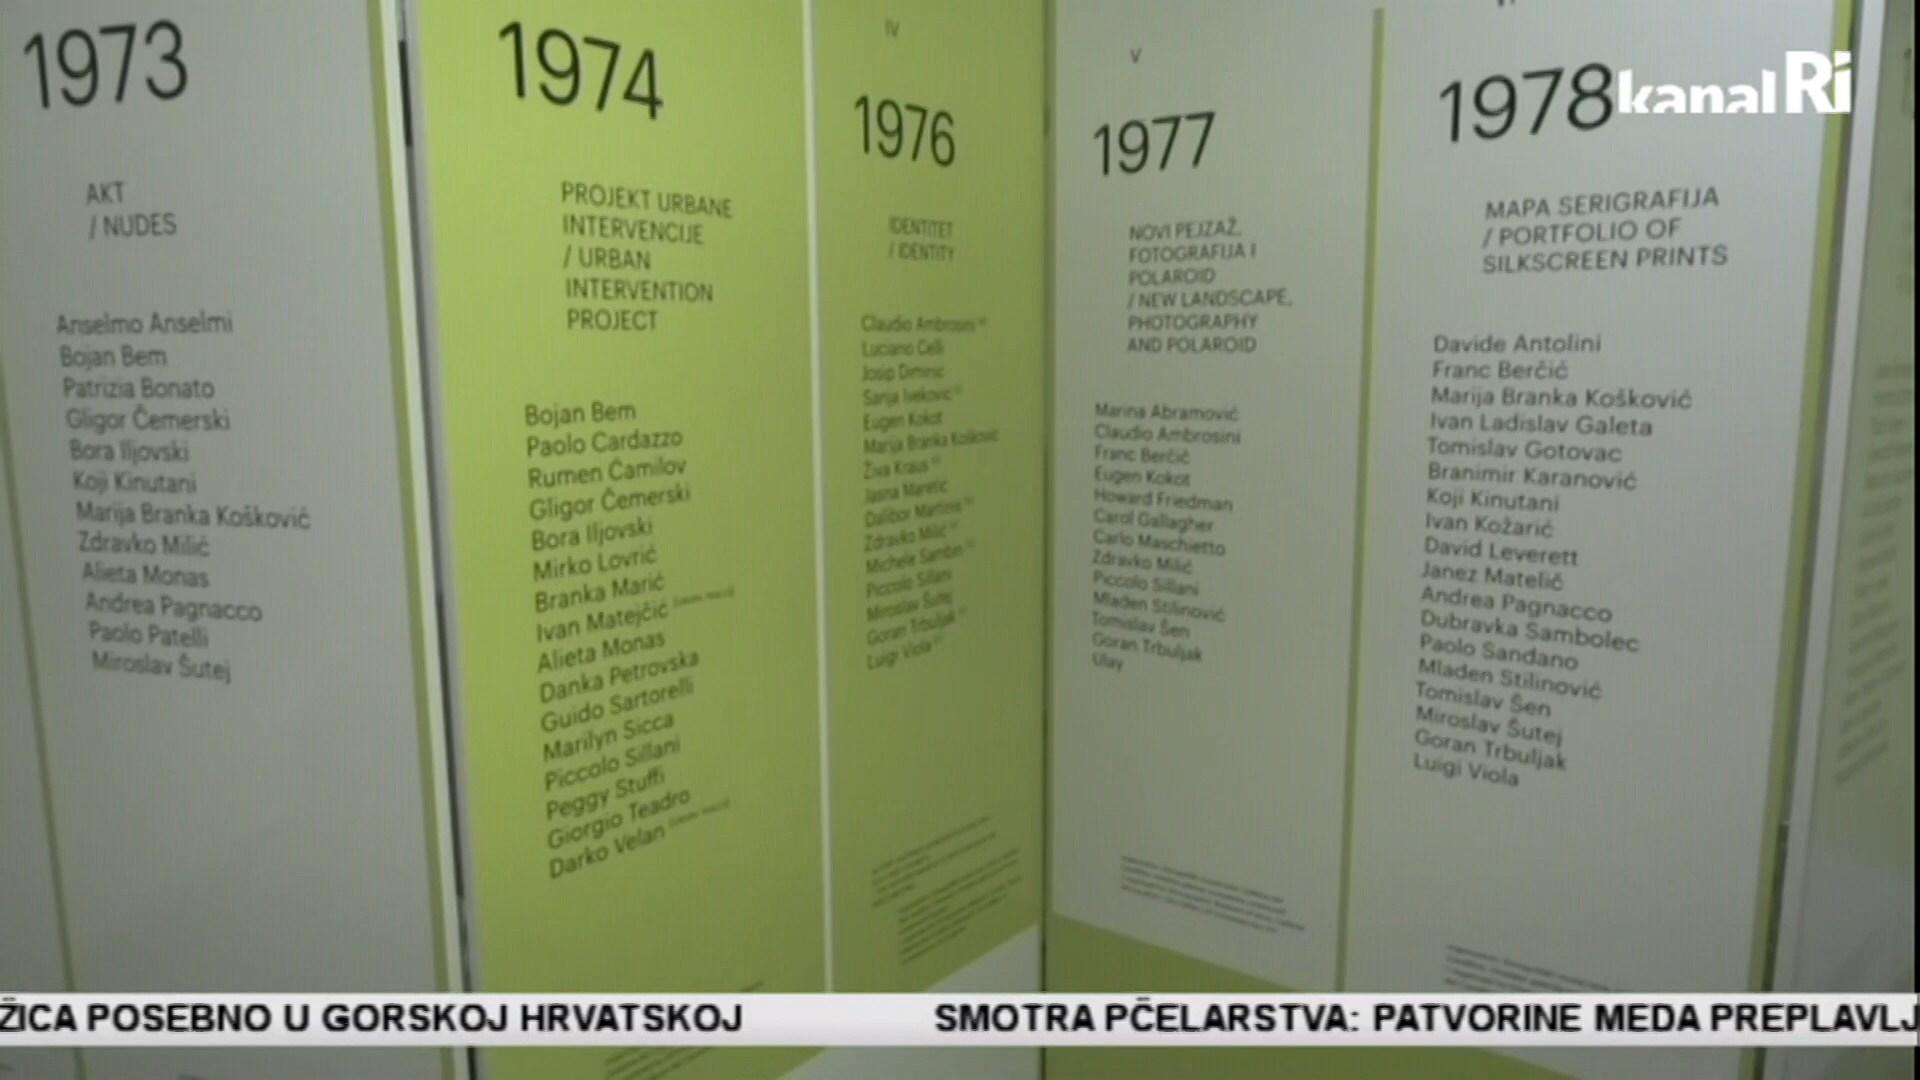 1973
AKT
/ NUDES
Anselmo Anselmi
Bojan Bem
Patrizia Bonato
Gligor Čemerski
Bora Iljovski
Koji Kinutani
Marija Branka Košković
Zdravko Milić
Alieta Monas
Andrea Pagnacco
Paolo Patelli
Miroslav Šutej
1974
PROJEKT URBANE
INTERVENCIJE
/ URBAN
INTERVENTION
PROJECT
Bojan Bem
Paolo Cardazzo
Rumen Ćamilov
Gligor Čemerski
Bora Iljovski
Mirko Lovrić
Branka Marić
Ivan Matejčić
Alieta Monas
Danka Petrovska
Guido Sartorelli
Marilyn Sicca
Piccolo Sillani
Peggy Stuffi
Giorgio Teadro
Darko Velan
IV
1976
IDENTITET
/ IDENTITY
Claudio Ambrosini
Luciano Celli
Josip Diminić
Sanja Iveković
Eugen Kokot
Marija Branka Košković
Živa Kraus
Jasna Maretić
Dalibor Martinis
Zdravko Milić
Michele Sambin
Piccolo Sillani
Miroslav Šutej
Goran Trbuljak
Luigi Viola
V
1977
NOVI PEJZAŽ,
FOTOGRAFIJA I
POLAROID
/ NEW LANDSCAPE,
PHOTOGRAPHY
AND POLAROID
Marina Abramović
Claudio Ambrosini
Franc Berčič
Eugen Kokot
Howard Friedman
Carol Gallagher
Carlo Maschietto
Zdravko Milić
Piccolo Sillani
Mladen Stilinović
Tomislav Šen
Goran Trbuljak
Ulay
1978
MAPA SERIGRAFIJA
/ PORTFOLIO OF
SILKSCREEN PRINTS
Davide Antolini
Franc Berčič
Marija Branka Košković
Ivan Ladislav Galeta
Tomislav Gotovac
Branimir Karanović
Koji Kinutani
Ivan Kožarić
David Leverett
Janez Matelič
Andrea Pagnacco
Dubravka Sambolec
Paolo Sandano
Mladen Stilinović
Tomislav Šen
Miroslav Šutej
Goran Trbuljak
Luigi Viola
kanal Ri
ŽICA POSEBNO U GORSKOJ HRVATSKOJ SMOTRA PČELARSTVA: PATVORINE MEDA PREPLAVLJ